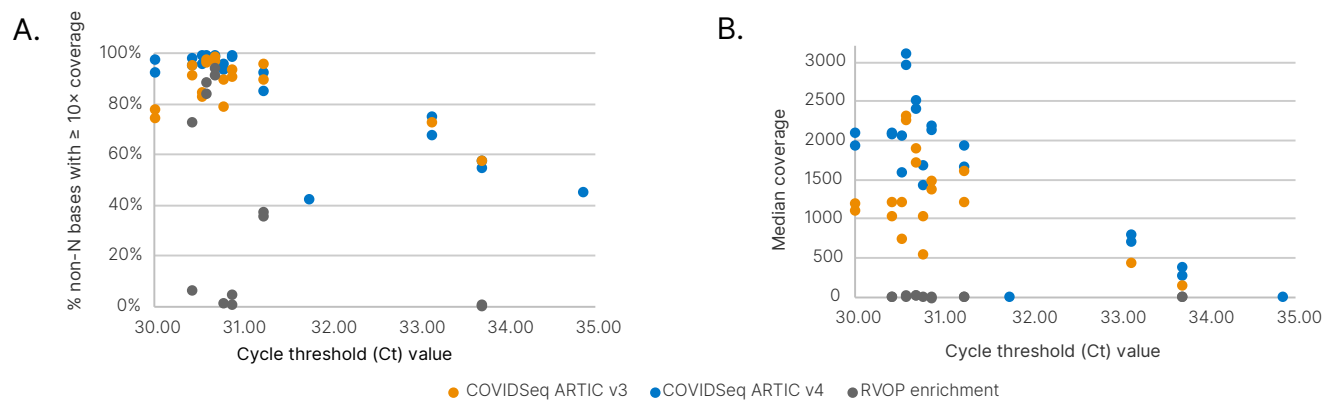 A.
% non-N bases with ≥ 10× coverage
100%
80%
60%
40%
20%
0%
30.00 31.00 32.00 33.00 34.00 35.00
Cycle threshold (Ct) value
B.
Median coverage
3000
2500
2000
1500
1000
500
0
30.00 31.00 32.00 33.00 34.00 35.00
Cycle threshold (Ct) value
COVIDSeq ARTIC v3 COVIDSeq ARTIC v4 RVOP enrichment